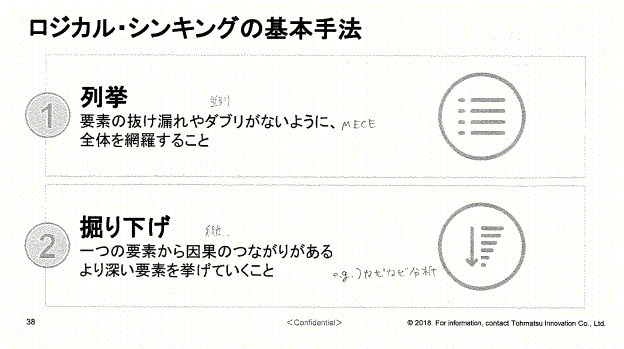 ロジカル・シンキングの基本手法
1
列挙
要素の抜け漏れやダブりがないように、 MECE
全体を網羅すること
2
掘り下げ
一つの要素から因果のつながりがある
より深い要素を挙げていくこと
e.g.) なぜなぜ分析
38
<Confidential>
© 2018. For information, contact Tohmatsu Innovation Co., Ltd.